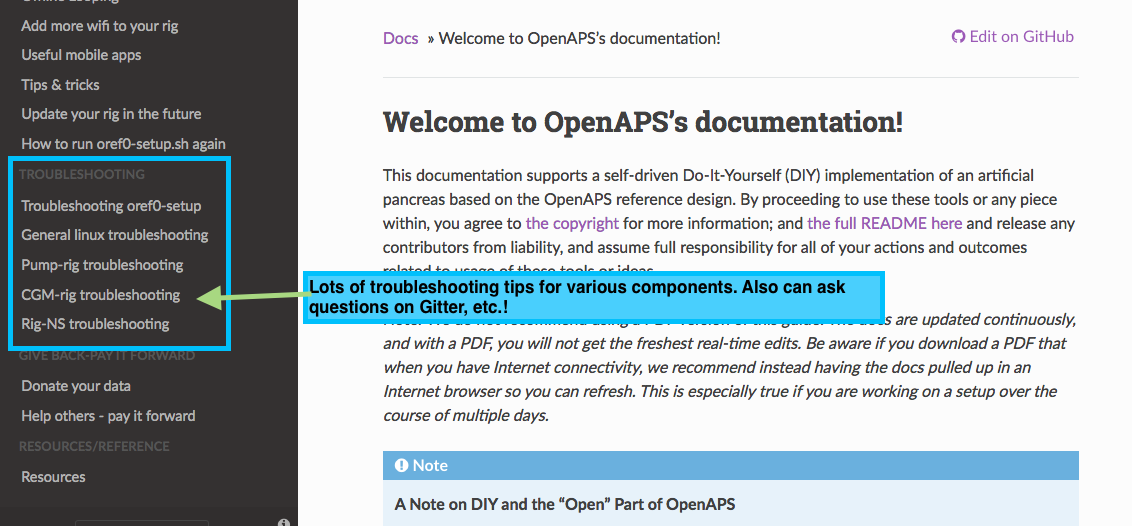 Offline looping
Add more wifi to your rig
Useful mobile apps
Tips & tricks
Update your rig in the future
How to run oref0-setup.sh again
TROUBLESHOOTING
Troubleshooting oref0-setup
General linux troubleshooting
Pump-rig troubleshooting
CGM-rig troubleshooting
Rig-NS troubleshooting
GIVE BACK-PAY IT FORWARD
Donate your data
Help others - pay it forward
RESOURCES/REFERENCE
Resources
Docs » Welcome to OpenAPS's documentation!
Edit on GitHub
Welcome to OpenAPS's documentation!
This documentation supports a self-driven Do-It-Yourself (DIY) implementation of an artificial
pancreas based on the OpenAPS reference design. By proceeding to use these tools or any piece
within, you agree to the copyright for more information; and the full README here and release any
contributors from liability, and assume full responsibility for all of your actions and outcomes
related to usage of these tools or ideas.
Lots of troubleshooting tips for various components. Also can ask
questions on Gitter, etc.!
Note: We do not recommend using a PDF version of this guide. The docs are updated continuously,
and with a PDF, you will not get the freshest real-time edits. Be aware if you download a PDF that
when you have Internet connectivity, we recommend instead having the docs pulled up in an
Internet browser so you can refresh. This is especially true if you are working on a setup over the
course of multiple days.
Note
A Note on DIY and the “Open” Part of OpenAPS